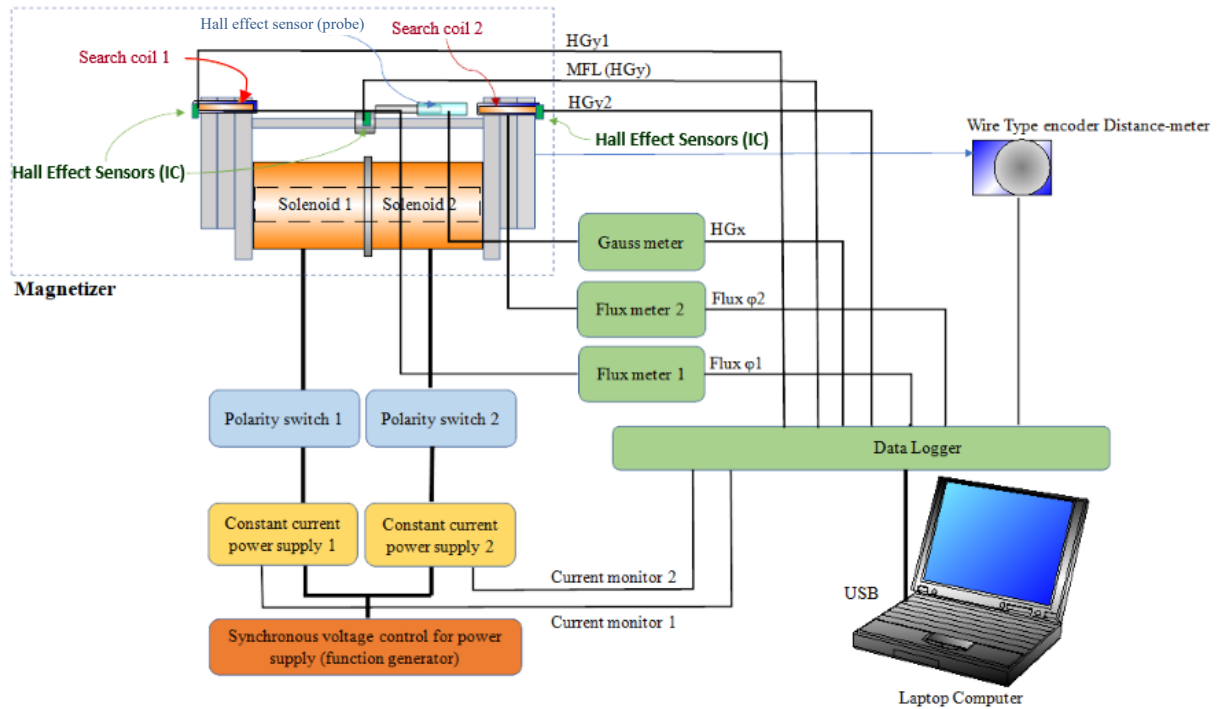 Hall effect sensor (probe)
Search coil 2
Search coil 1
HGy1
MFL (HGy)
HGy2
Wire Type encoder Distance-meter
Hall Effect Sensors (IC)
Hall Effect Sensors (IC)
Solenoid 1
Solenoid 2
Gauss meter
HGx
Magnetizer
Flux meter 2
Flux φ2
Flux meter 1
Flux φ1
Polarity switch 1
Polarity switch 2
Data Logger
Constant current
power supply 1
Constant current
power supply 2
Current monitor 2
USB
Current monitor 1
Synchronous voltage control for power
supply (function generator)
Laptop Computer